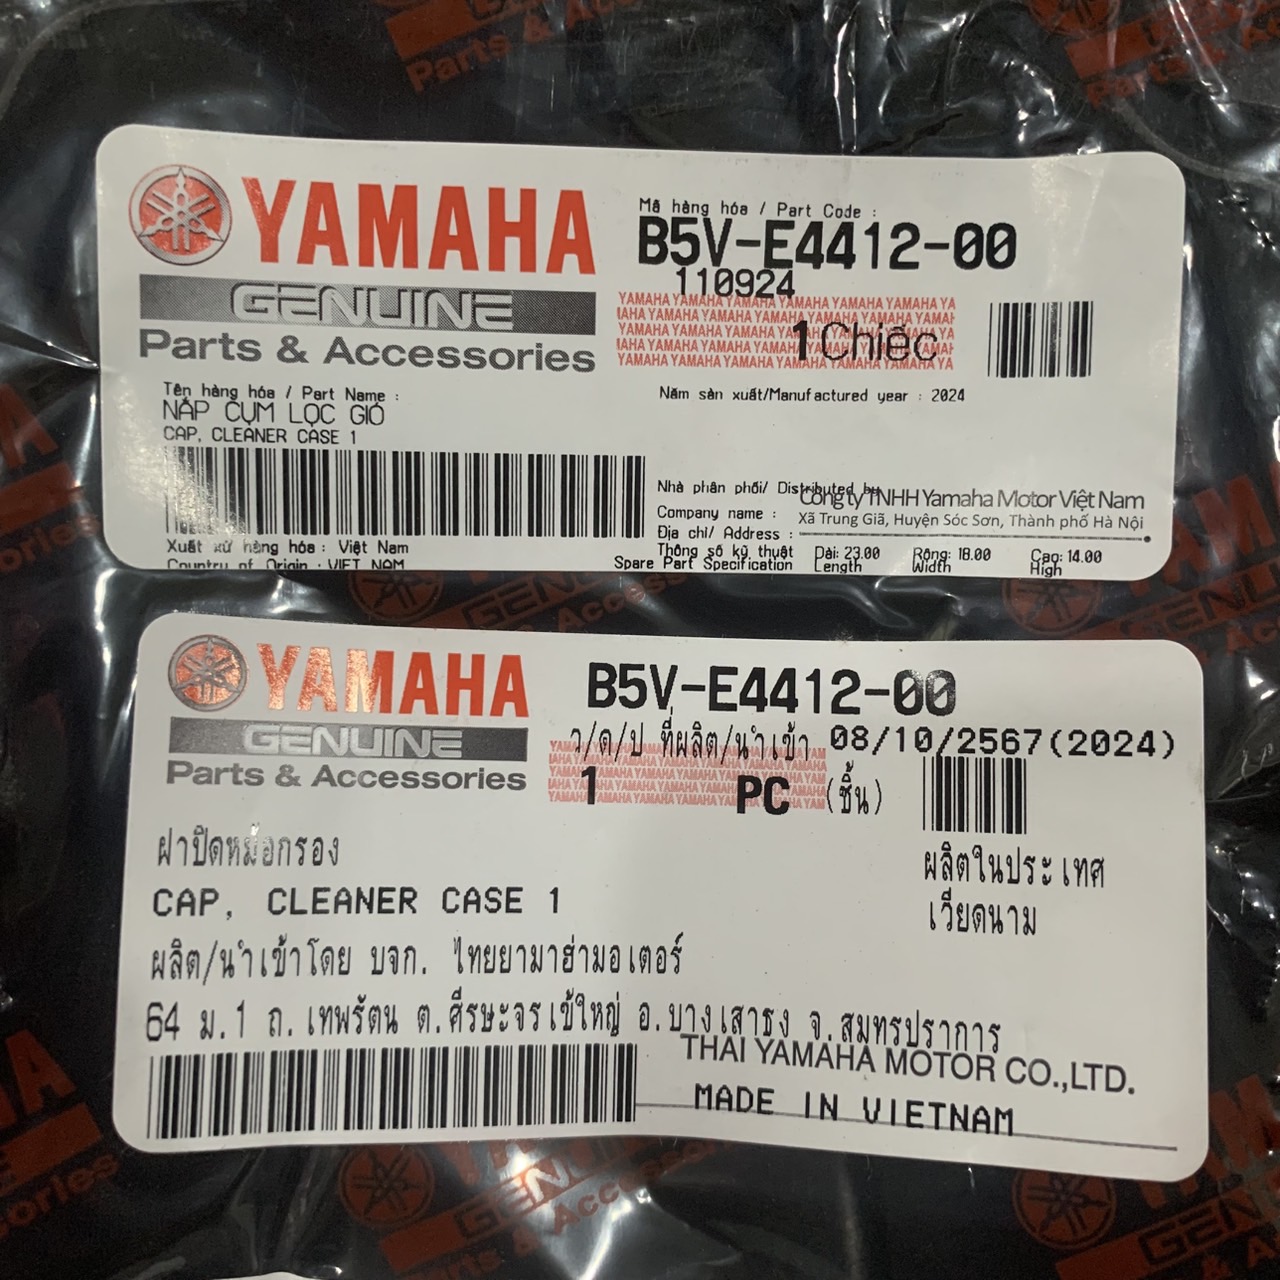 YAMAHA
GENUINE
Parts & Accessories
Mã hàng hóa / Part Code :
B5V-E4412-00
110924
1 Chiếc
Tên hàng hóa / Part Name :
NẮP CỤM LỌC GIÓ
CAP, CLEANER CASE 1
Năm sản xuất/Manufactured year : 2024
Nhà phân phối/ Distributed by
Công ty TNHH Yamaha Motor Việt Nam
Company name :
Xã Trung Giã, Huyện Sóc Sơn, Thành phố Hà Nội
Địa chỉ/ Address :
Xuất xứ hàng hóa : Việt Nam
Country of Origin : VIET NAM
Thông số kỹ thuật Dài: 23.00 Rộng: 18.00 Cao: 14.00
Spare Part Specification Length Width High
YAMAHA
GENUINE
Parts & Accessories
B5V-E4412-00
ว/ด/ป ที่ผลิต/นำเข้า 08/10/2567(2024)
1 PC (ชิ้น)
ฝาปิดหม้อกรอง
CAP, CLEANER CASE 1
ผลิตในประเทศ
เวียดนาม
ผลิต/นำเข้าโดย บจก. ไทยยามาฮ่ามอเตอร์
64 ม.1 ถ.เทพรัตน ต.ศีรษะจรเข้ใหญ่ อ.บางเสาธง จ.สมุทรปราการ
THAI YAMAHA MOTOR CO.,LTD.
MADE IN VIETNAM